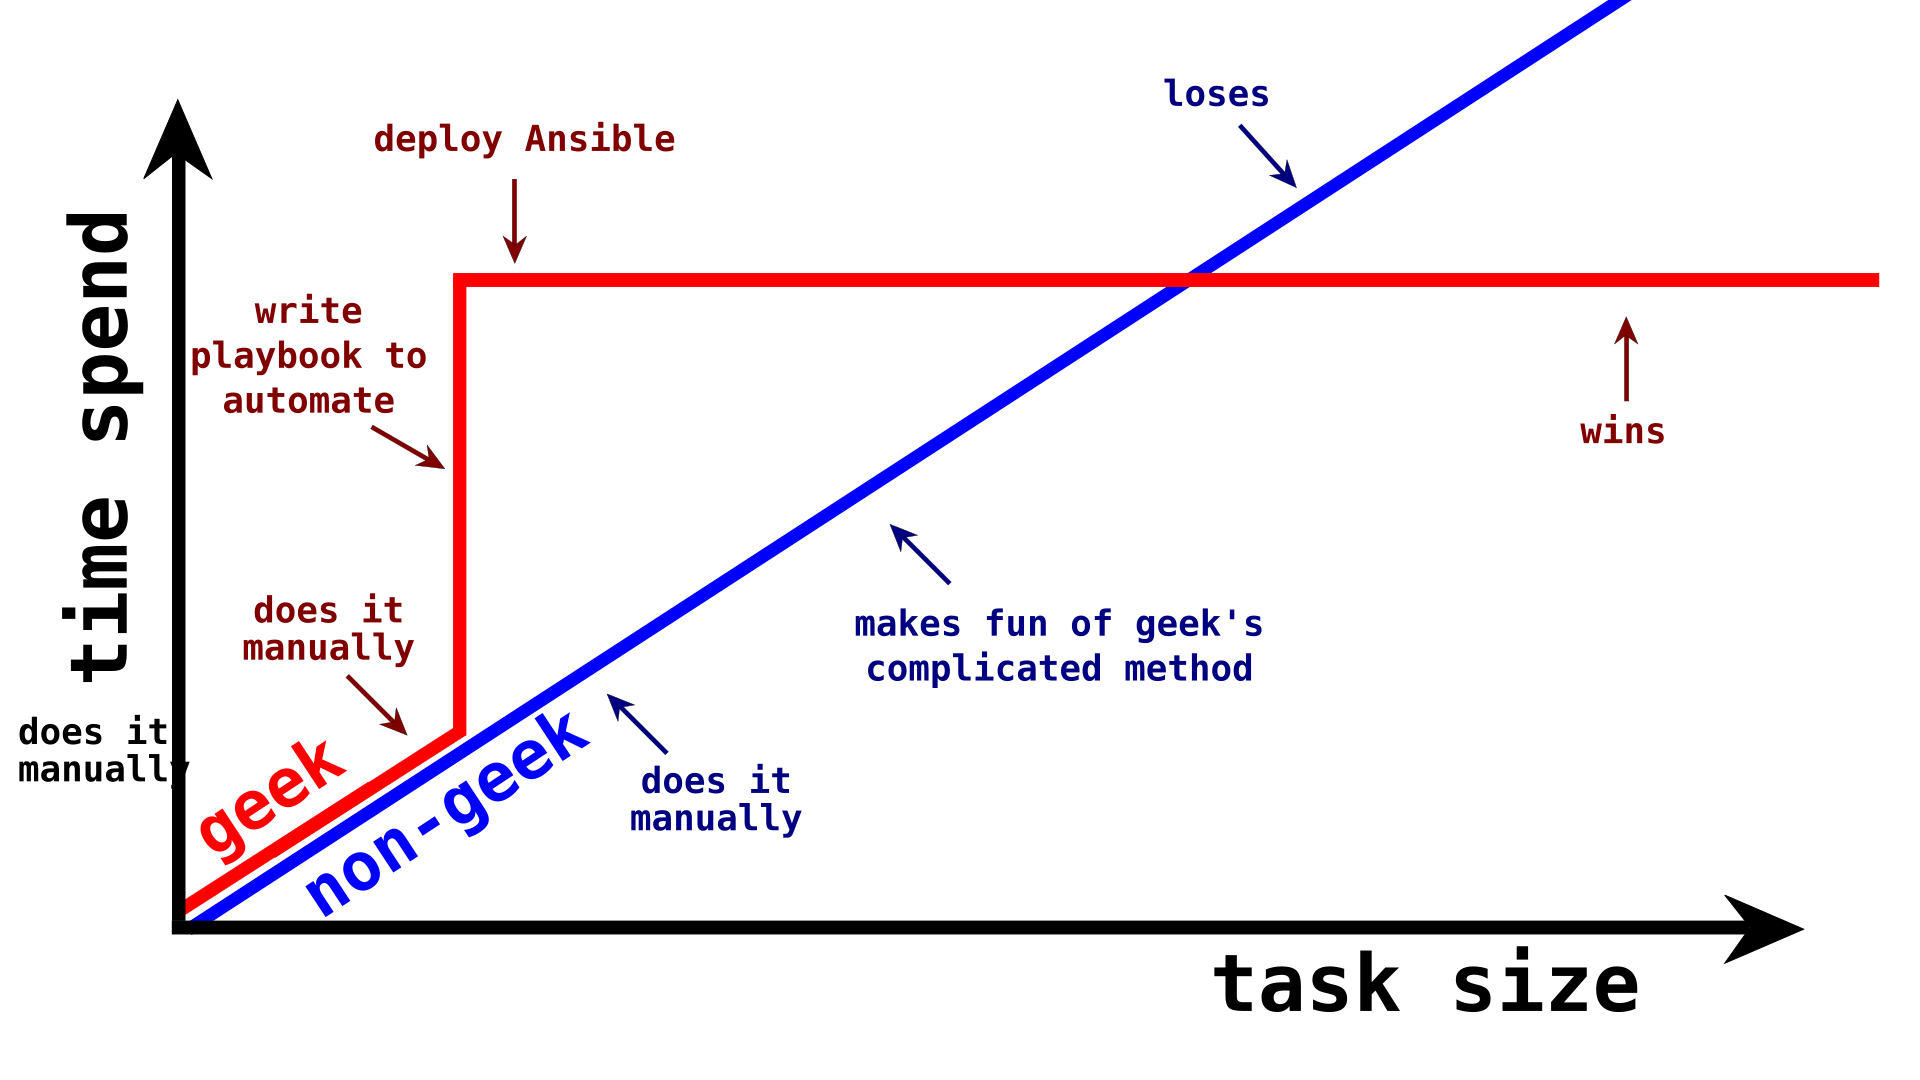 loses
deploy Ansible
time spend
write
playbook to
automate
wins
does it
manually
makes fun of geek's
complicated method
does it
manually
geek
non-geek
does it
manually
task size